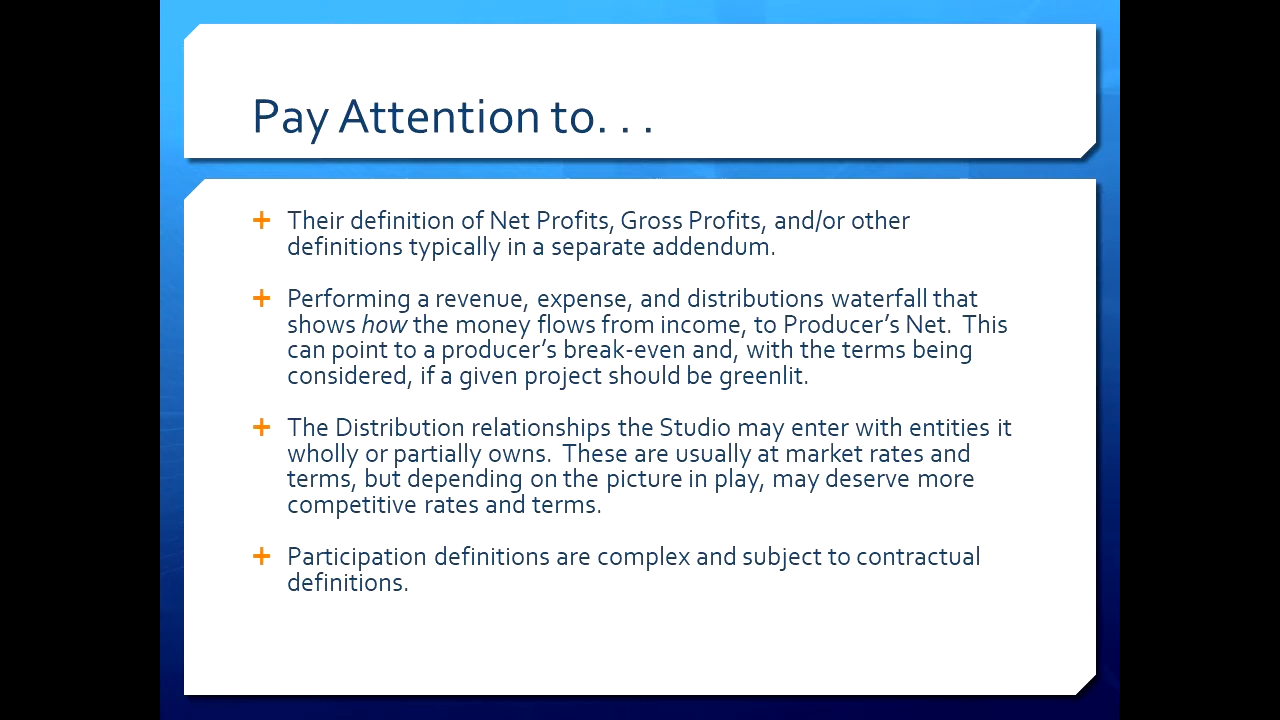 Pay Attention to. . .
Their definition of Net Profits, Gross Profits, and/or other
definitions typically in a separate addendum.
Performing a revenue, expense, and distributions waterfall that
shows how the money flows from income, to Producer’s Net.  This
can point to a producer’s break-even and, with the terms being
considered, if a given project should be greenlit.
The Distribution relationships the Studio may enter with entities it
wholly or partially owns.  These are usually at market rates and
terms, but depending on the picture in play, may deserve more
competitive rates and terms.
Participation definitions are complex and subject to contractual
definitions.